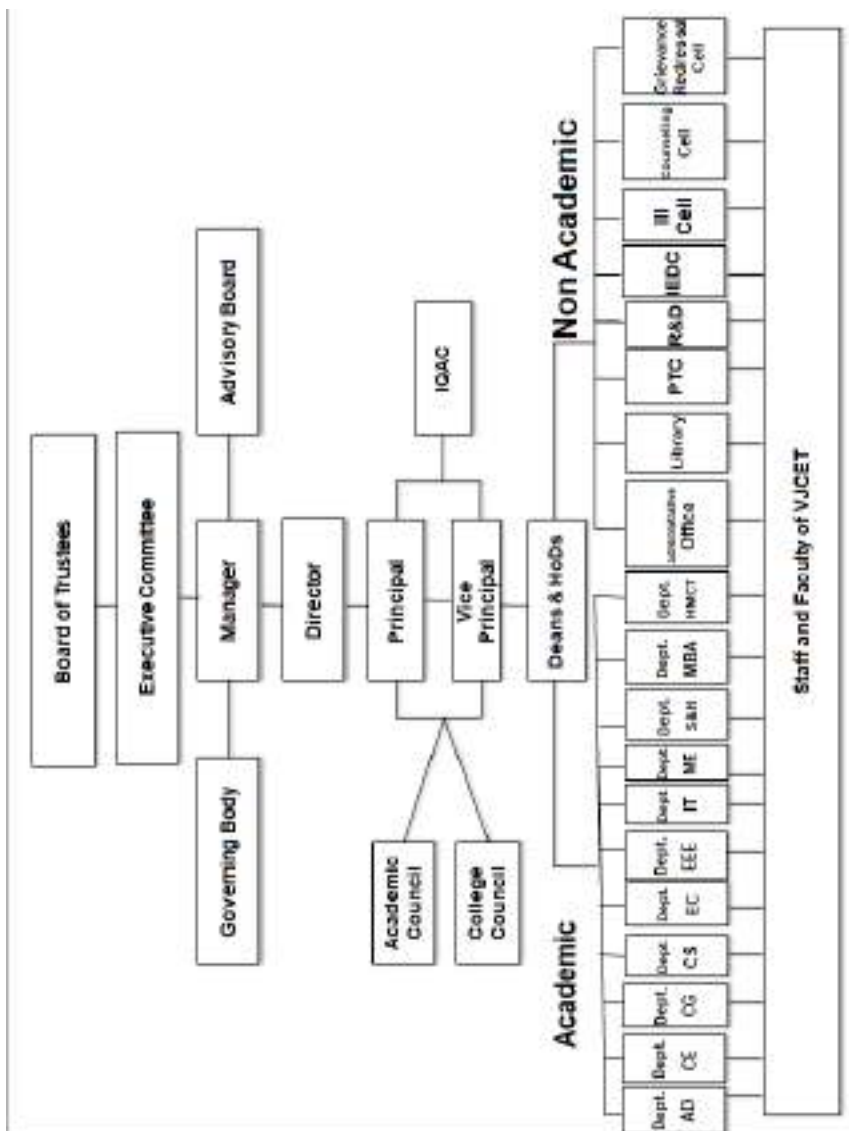 Board of Trustees
Executive Committee
Governing Body
Manager
Advisory Board
Director
Academic
Council
College
Council
Principal
Vice
Principal
IQAC
Deans & HoDs
Academic
Non Academic
Dept.
AD
Dept.
CE
Dept.
CG
Dept.
CS
Dept.
EC
Dept.
EEE
Dept.
IT
Dept.
ME
Dept.
S&H
Dept.
MBA
Dept.
HMCT
Administrative
Office
Library
PTC
R&D
IEDC
III
Cell
Counseling
Cell
Grievance
Redressal
Cell
Staff and Faculty of VJCET